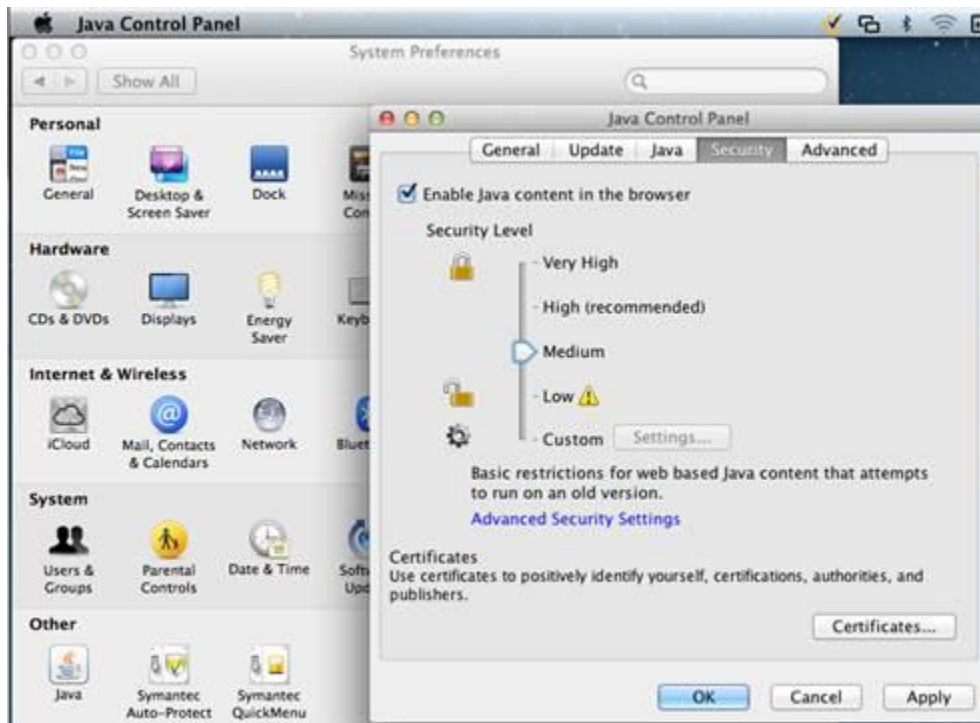 Java Control Panel
System Preferences
Show All
Personal
General
Desktop &
Screen Saver
Dock
Hardware
CDs & DVDs
Displays
Energy
Saver
Internet & Wireless
iCloud
Mail, Contacts
& Calendars
Network
System
Users &
Groups
Parental
Controls
Date & Time
Other
Java
Symantec
Auto-Protect
Symantec
QuickMenu
Java Control Panel
General Update Java Security Advanced
Enable Java content in the browser
Security Level
- Very High
- High (recommended)
- Medium
- Low
- Custom Settings...
Basic restrictions for web based Java content that attempts
to run on an old version.
Advanced Security Settings
Certificates
Use certificates to positively identify yourself, certifications, authorities, and
publishers.
Certificates...
OK Cancel Apply